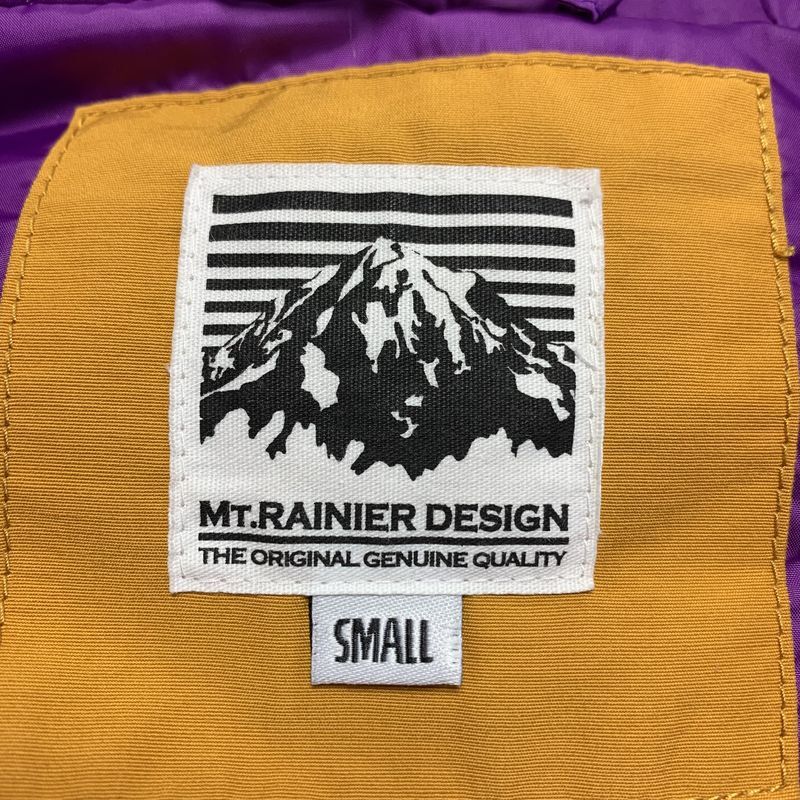 MT.RAINIER DESIGN
THE ORIGINAL GENUINE QUALITY
SMALL